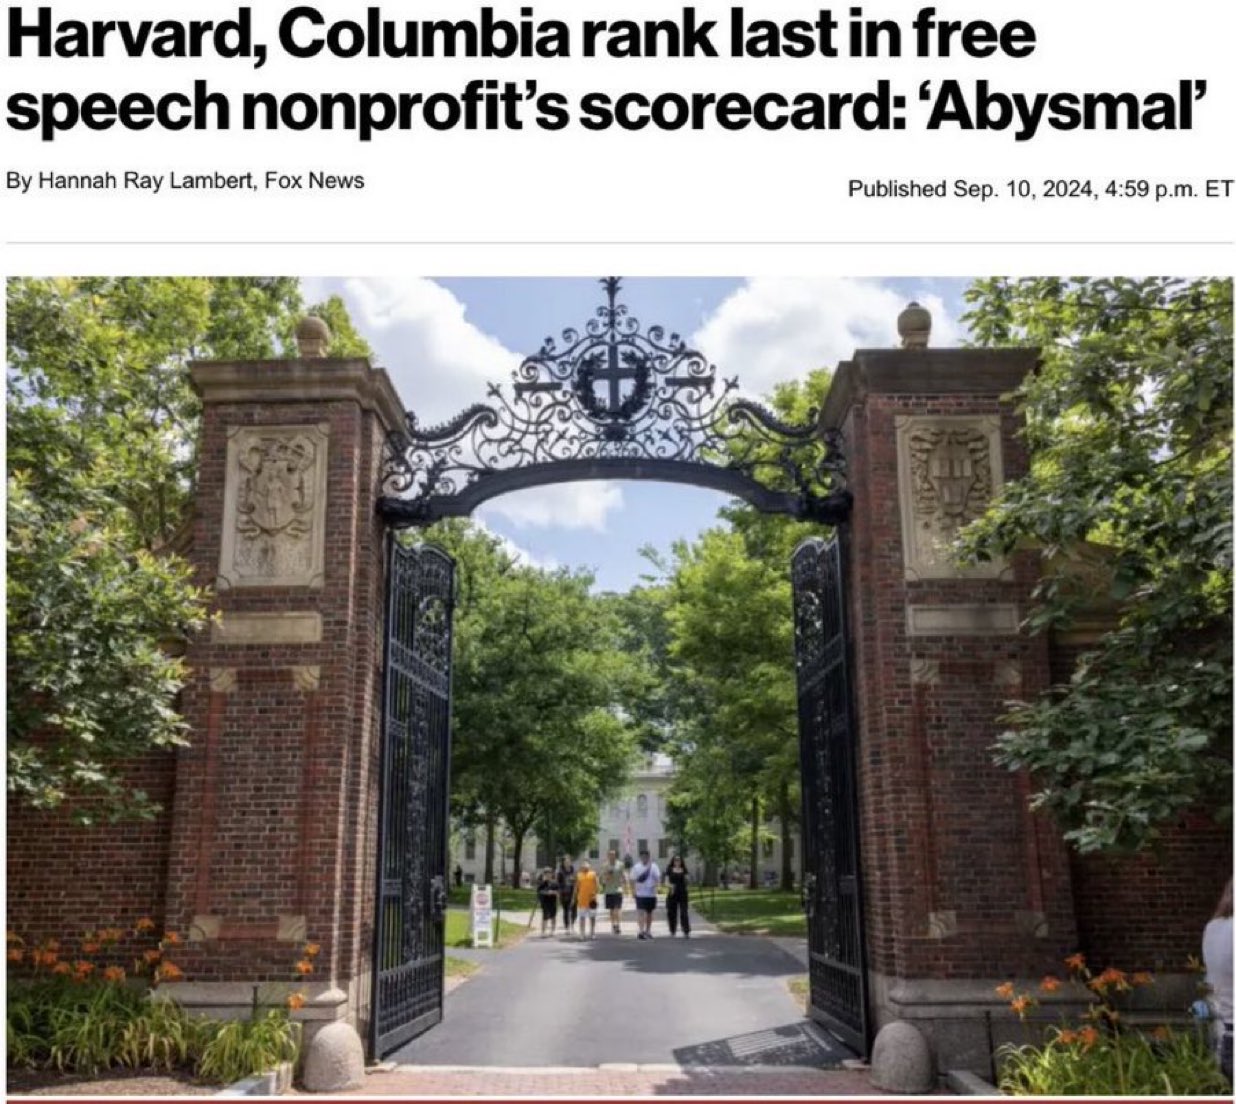 Harvard, Columbia rank last in free
speech nonprofit’s scorecard: ‘Abysmal’
By Hannah Ray Lambert, Fox News
Published Sep. 10, 2024, 4:59 p.m. ET